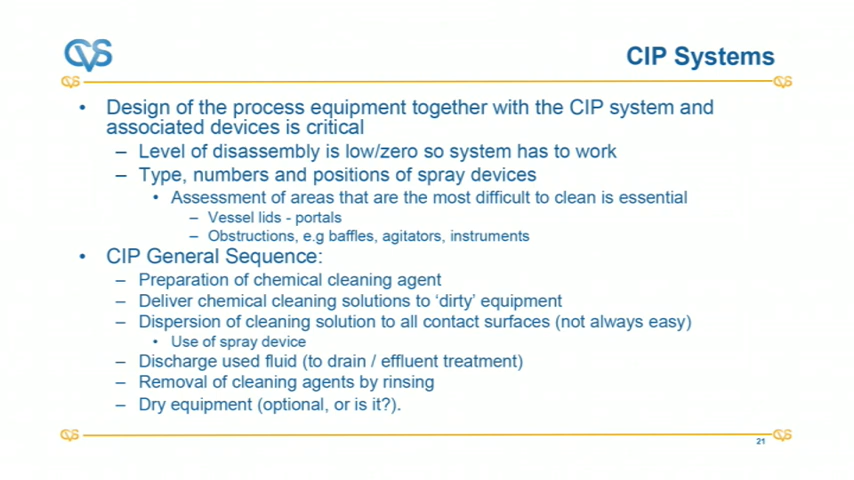 CVS
CIP Systems
• Design of the process equipment together with the CIP system and
associated devices is critical
– Level of disassembly is low/zero so system has to work
– Type, numbers and positions of spray devices
• Assessment of areas that are the most difficult to clean is essential
– Vessel lids - portals
– Obstructions, e.g baffles, agitators, instruments
• CIP General Sequence:
– Preparation of chemical cleaning agent
– Deliver chemical cleaning solutions to ‘dirty’ equipment
– Dispersion of cleaning solution to all contact surfaces (not always easy)
• Use of spray device
– Discharge used fluid (to drain / effluent treatment)
– Removal of cleaning agents by rinsing
– Dry equipment (optional, or is it?).
21